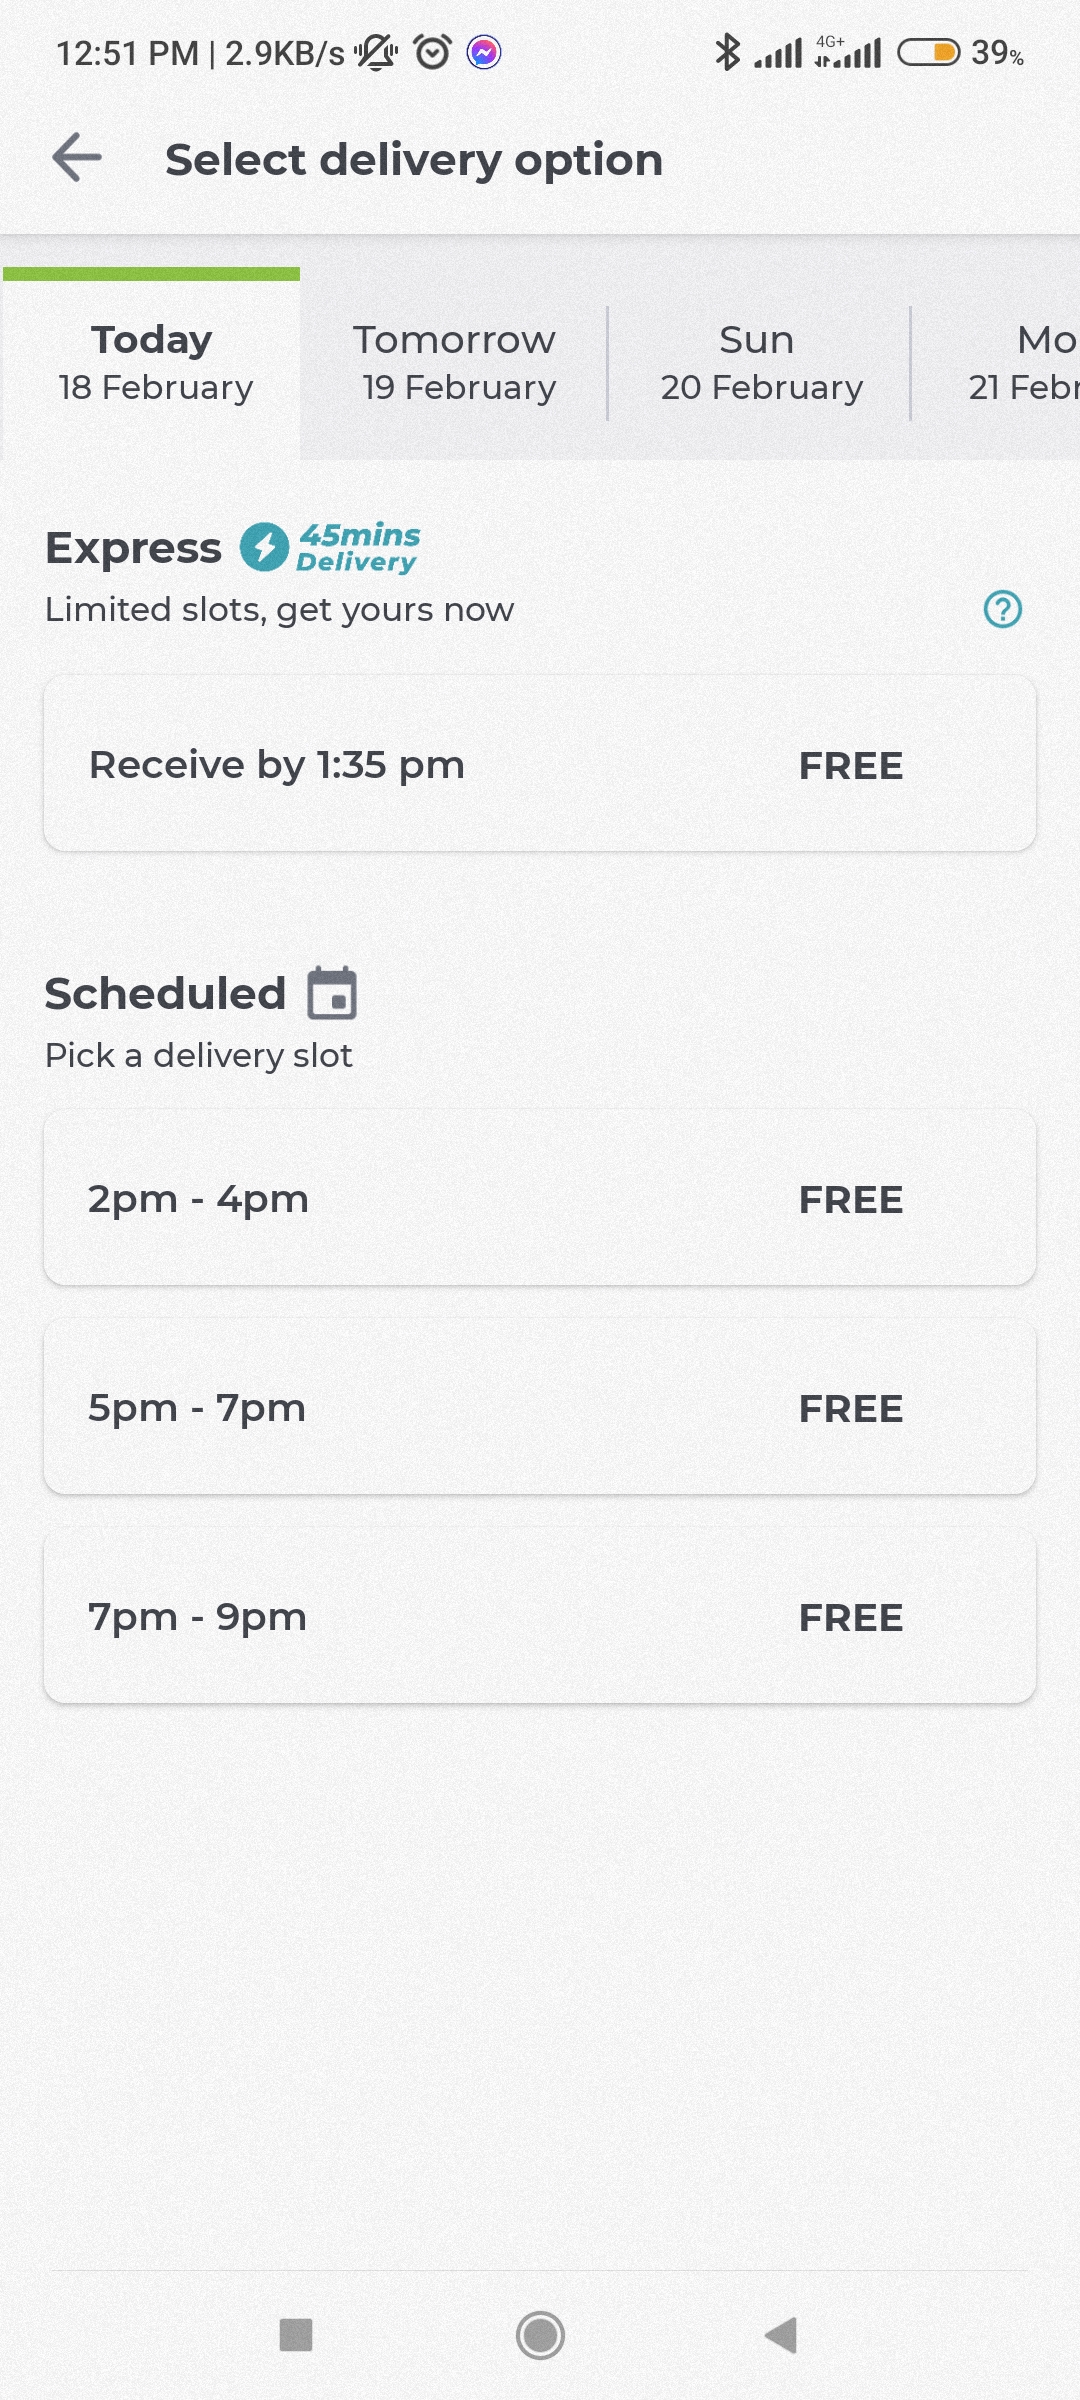 12:51 PM | 2.9KB/s 4G+ 39%
Select delivery option
Today Tomorrow Sun Mo
18 February 19 February 20 February 21 Febr
Express 45mins Delivery
Limited slots, get yours now
Receive by 1:35 pm FREE
Scheduled
Pick a delivery slot
2pm - 4pm FREE
5pm - 7pm FREE
7pm - 9pm FREE